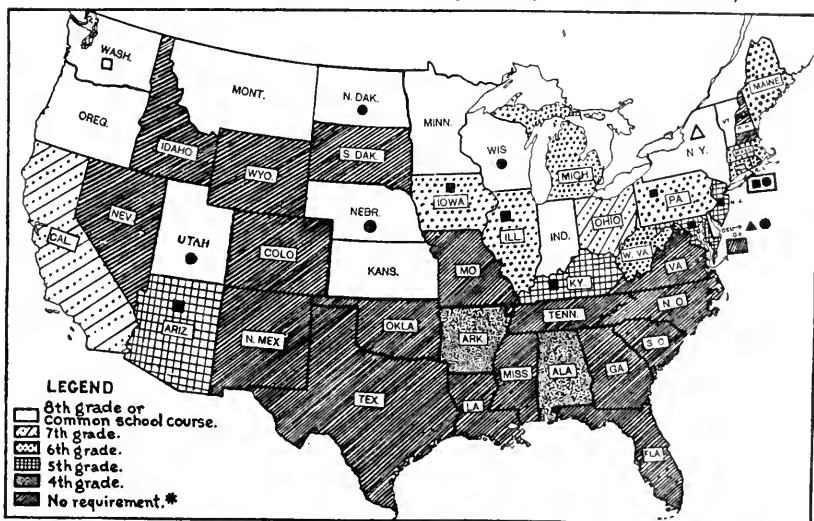 WASH.
MONT.
N. DAK.
MINN.
MAINE
OREG.
IDAHO
WIS
N.Y.
VT
S. DAK.
WYO.
MICH.
IOWA
PA
NEBR.
NEV
OHIO
ILL
IND.
UTAH
CAL.
COLO
W. VA
KANS.
MO
VA
KY
N. O.
TENN.
OKLA
ARIZ
N. MEX
ARK
S. C.
MISS
ALA
GA
TEX
LA
FLA
LEGEND
8th grade or
Common school course.
7th grade.
6th grade.
5th grade.
4th grade.
No requirement.*